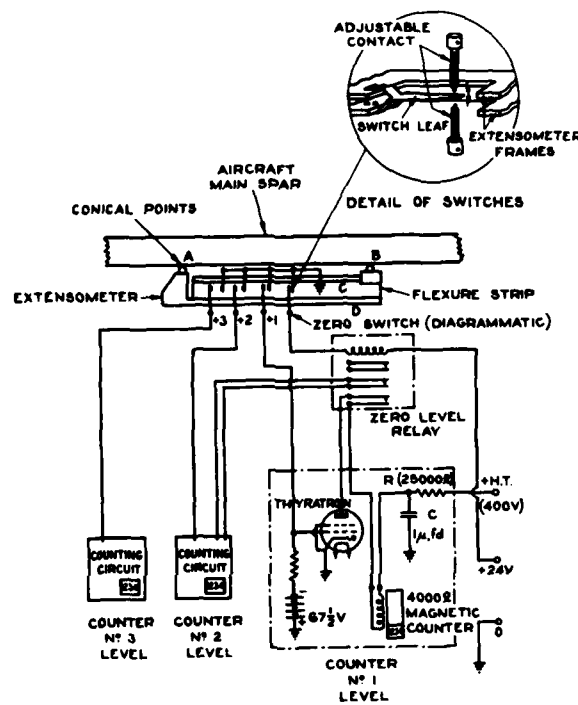 ADJUSTABLE
CONTACT
SWITCH LEAF
EXTENSOMETER
FRAMES
DETAIL OF SWITCHES
AIRCRAFT
MAIN SPAR
CONICAL POINTS
A
B
C
EXTENSOMETER
FLEXURE STRIP
D
+3
+2
+1
ZERO SWITCH (DIAGRAMMATIC)
ZERO LEVEL
RELAY
R (25000Ω)
+H.T.
(400V)
THYRATRON
C
1μ.fd
COUNTING
CIRCUIT
COUNTING
CIRCUIT
+24V
67½V
4000Ω
MAGNETIC
COUNTER
O
COUNTER
Nº 3
LEVEL
COUNTER
Nº 2
LEVEL
COUNTER
Nº 1
LEVEL